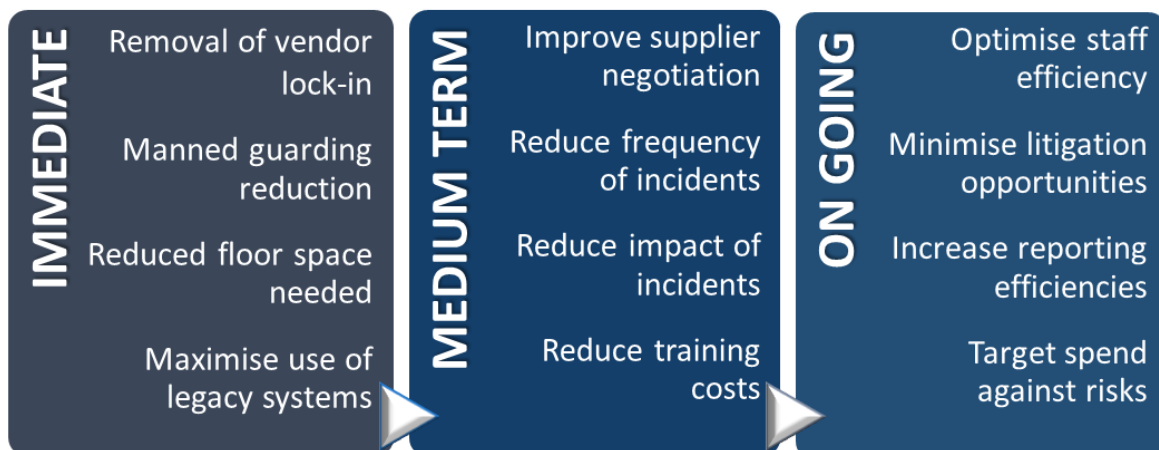 IMMEDIATE
Removal of vendor
lock-in
Manned guarding
reduction
Reduced floor space
needed
Maximise use of
legacy systems
MEDIUM TERM
Improve supplier
negotiation
Reduce frequency
of incidents
Reduce impact of
incidents
Reduce training
costs
ON GOING
Optimise staff
efficiency
Minimise litigation
opportunities
Increase reporting
efficiencies
Target spend
against risks